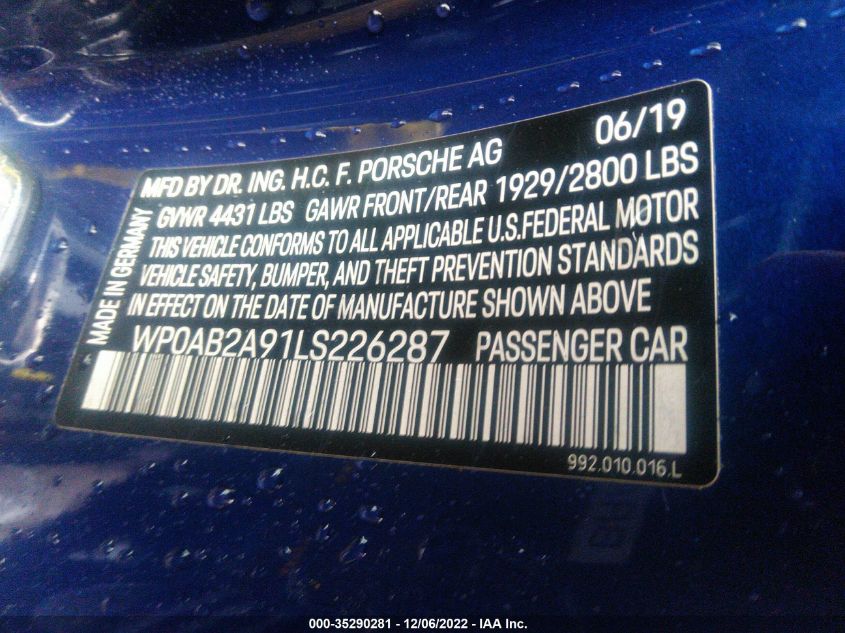 06/19
MFD BY DR. ING. H.C. F. PORSCHE AG
GVWR 4431 LBS GAWR FRONT/REAR 1929/2800 LBS
THIS VEHICLE CONFORMS TO ALL APPLICABLE U.S.FEDERAL MOTOR
VEHICLE SAFETY, BUMPER, AND THEFT PREVENTION STANDARDS
IN EFFECT ON THE DATE OF MANUFACTURE SHOWN ABOVE
MADE IN GERMANY
WP0AB2A91LS226287 PASSENGER CAR
992.010.016.L
000-35290281 - 12/06/2022 - IAA Inc.